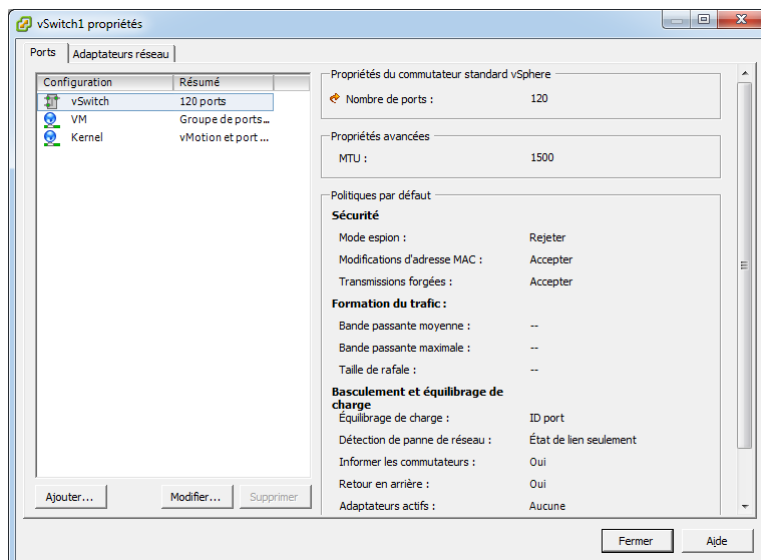 vSwitch1 propriétés
Ports Adaptateurs réseau
Configuration Résumé
vSwitch 120 ports
VM Groupe de ports...
Kernel vMotion et port ...
Ajouter... Modifier... Supprimer
Propriétés du commutateur standard vSphere
Nombre de ports : 120
Propriétés avancées
MTU : 1500
Politiques par défaut
Sécurité
Mode espion : Rejeter
Modifications d'adresse MAC : Accepter
Transmissions forgées : Accepter
Formation du trafic :
Bande passante moyenne : --
Bande passante maximale : --
Taille de rafale : --
Basculement et équilibrage de
charge
Équilibrage de charge : ID port
Détection de panne de réseau : État de lien seulement
Informer les commutateurs : Oui
Retour en arrière : Oui
Adaptateurs actifs : Aucune
Fermer Aide